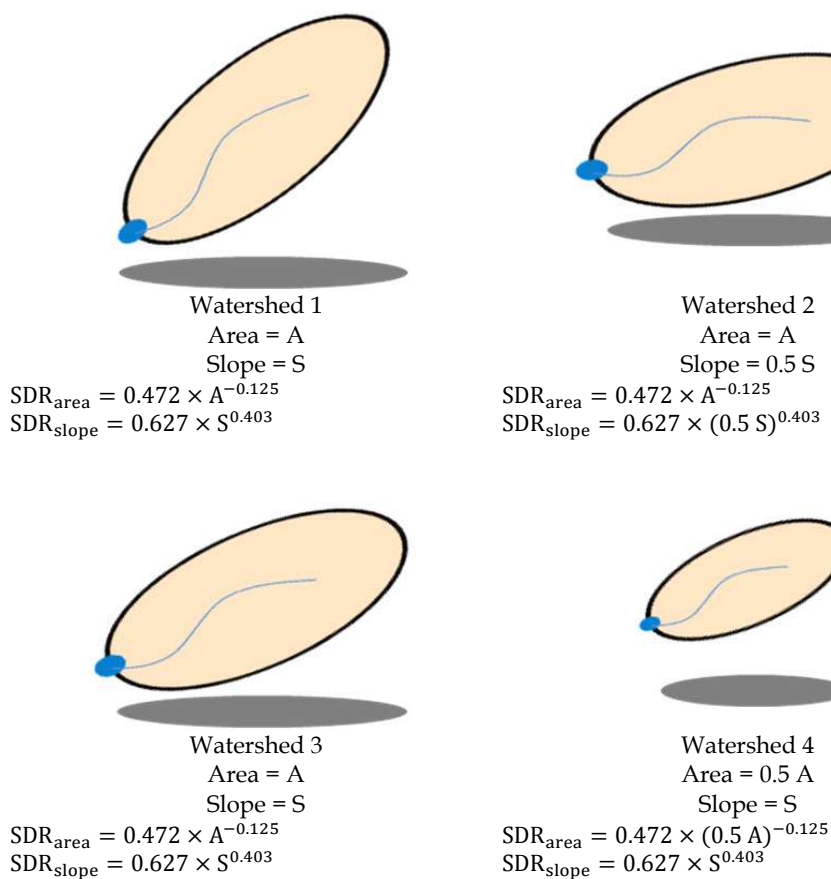 Watershed 1
Area = A
Slope = S
SDR_area = 0.472 × A^−0.125
SDR_slope = 0.627 × S^0.403
Watershed 2
Area = A
Slope = 0.5 S
SDR_area = 0.472 × A^−0.125
SDR_slope = 0.627 × (0.5 S)^0.403
Watershed 3
Area = A
Slope = S
SDR_area = 0.472 × A^−0.125
SDR_slope = 0.627 × S^0.403
Watershed 4
Area = 0.5 A
Slope = S
SDR_area = 0.472 × (0.5 A)^−0.125
SDR_slope = 0.627 × S^0.403